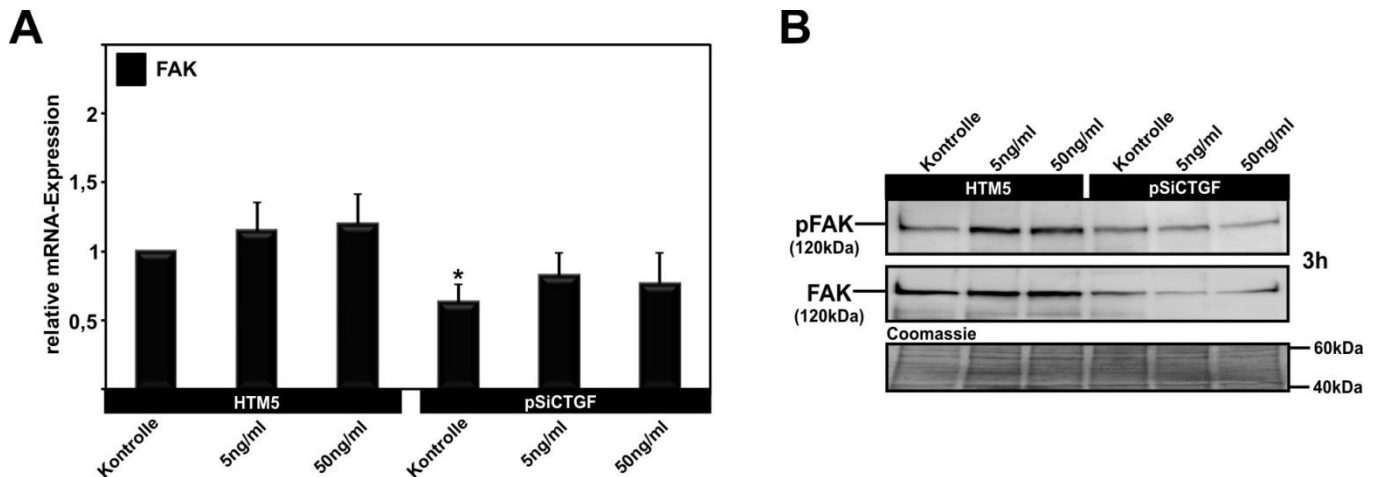 A
FAK
relative mRNA-Expression
2
1,5
1
0,5
*
HTM5 pSiCTGF
Kontrolle 5ng/ml 50ng/ml Kontrolle 5ng/ml 50ng/ml
B
Kontrolle 5ng/ml 50ng/ml Kontrolle 5ng/ml 50ng/ml
HTM5 pSiCTGF
pFAK
(120kDa)
3h
FAK
(120kDa)
Coomassie
60kDa
40kDa